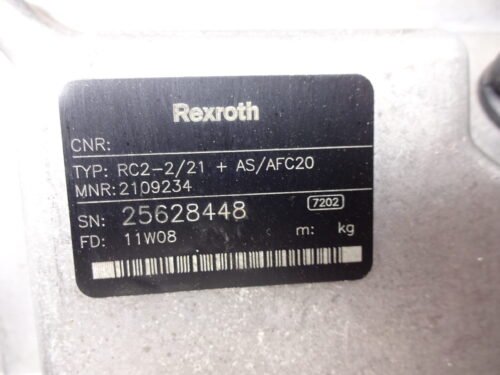 Rexroth
CNR:
TYP: RC2-2/21 + AS/AFC20
MNR: 2109234
SN: 25628448 7202
FD: 11W08 m: kg